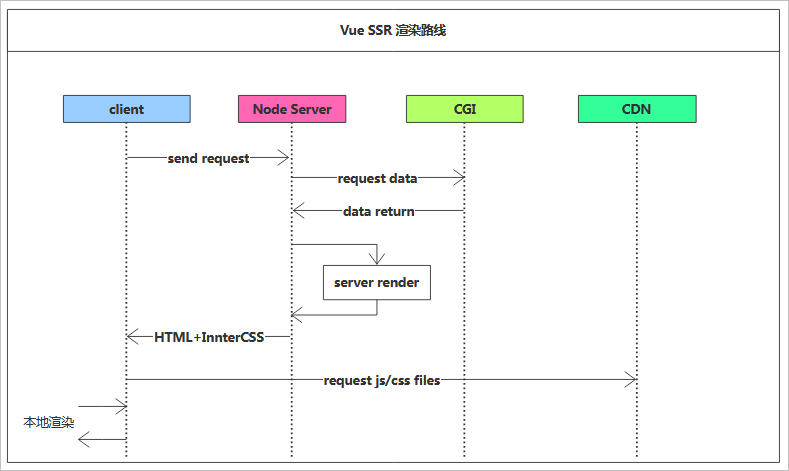 Vue SSR 渲染路线
client
Node Server
CGI
CDN
send request
request data
data return
server render
HTML+InnterCSS
request js/css files
本地渲染